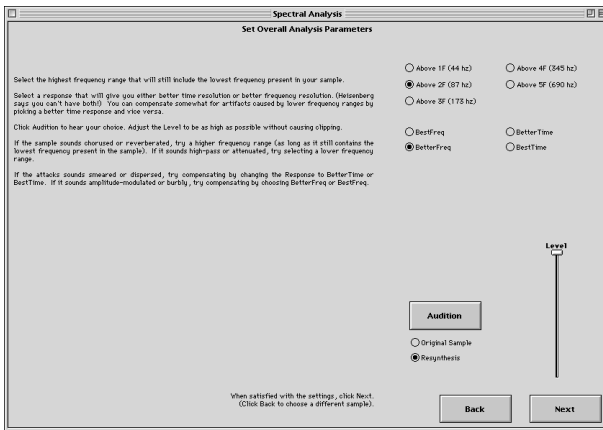 Spectral Analysis
Set Overall Analysis Parameters
Select the highest frequency range that will still include the lowest frequency present in your sample.
Select a response that will give you either better time resolution or better frequency resolution. (Heisenberg
says you can't have both!) You can compensate somewhat for artifacts caused by lower frequency ranges by
picking a better time response and vice versa.
Click Audition to hear your choice. Adjust the Level to be as high as possible without causing clipping.
If the sample sounds chorused or reverberated, try a higher frequency range (as long as it still contains the
lowest frequency present in the sample). If it sounds high-pass or attenuated, try selecting a lower frequency
range.
If the attacks sounds smeared or dispersed, try compensating by changing the Response to BetterTime or
BestTime. If it sounds amplitude-modulated or burbly, try compensating by choosing BetterFreq or BestFreq.
Above 1F (44 hz)
Above 4F (345 hz)
Above 2F (87 hz)
Above 5F (690 hz)
Above 3F (173 hz)
BestFreq
BetterTime
BetterFreq
BestTime
Level
Audition
Original Sample
Resynthesis
When satisfied with the settings, click Next.
(Click Back to choose a different sample).
Back
Next